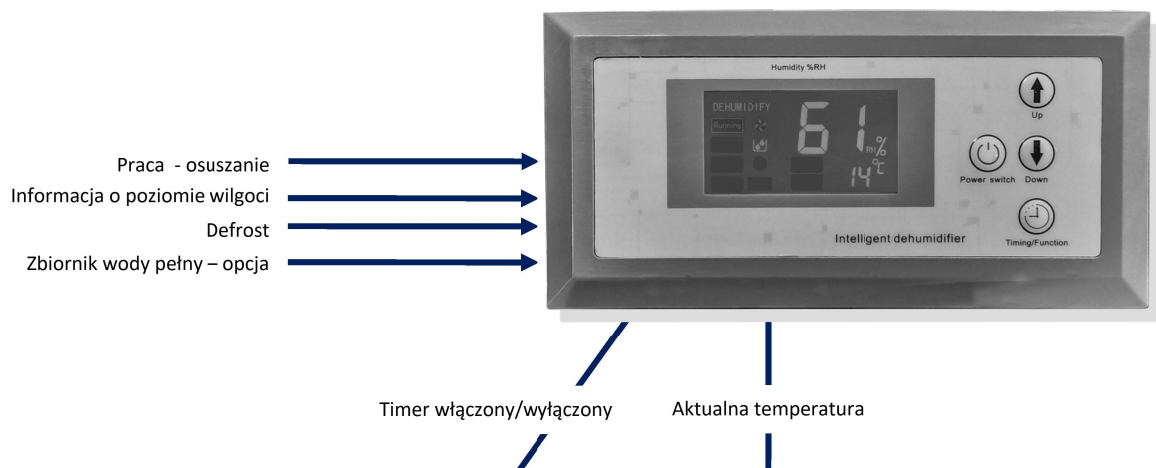 Humidity %RH
DEHUMIDIFY
Running
61
RH%
14°C
Up
Power switch
Down
Timing/Function
Intelligent dehumidifier
Praca - osuszanie
Informacja o poziomie wilgoci
Defrost
Zbiornik wody pełny – opcja
Timer włączony/wyłączony
Aktualna temperatura